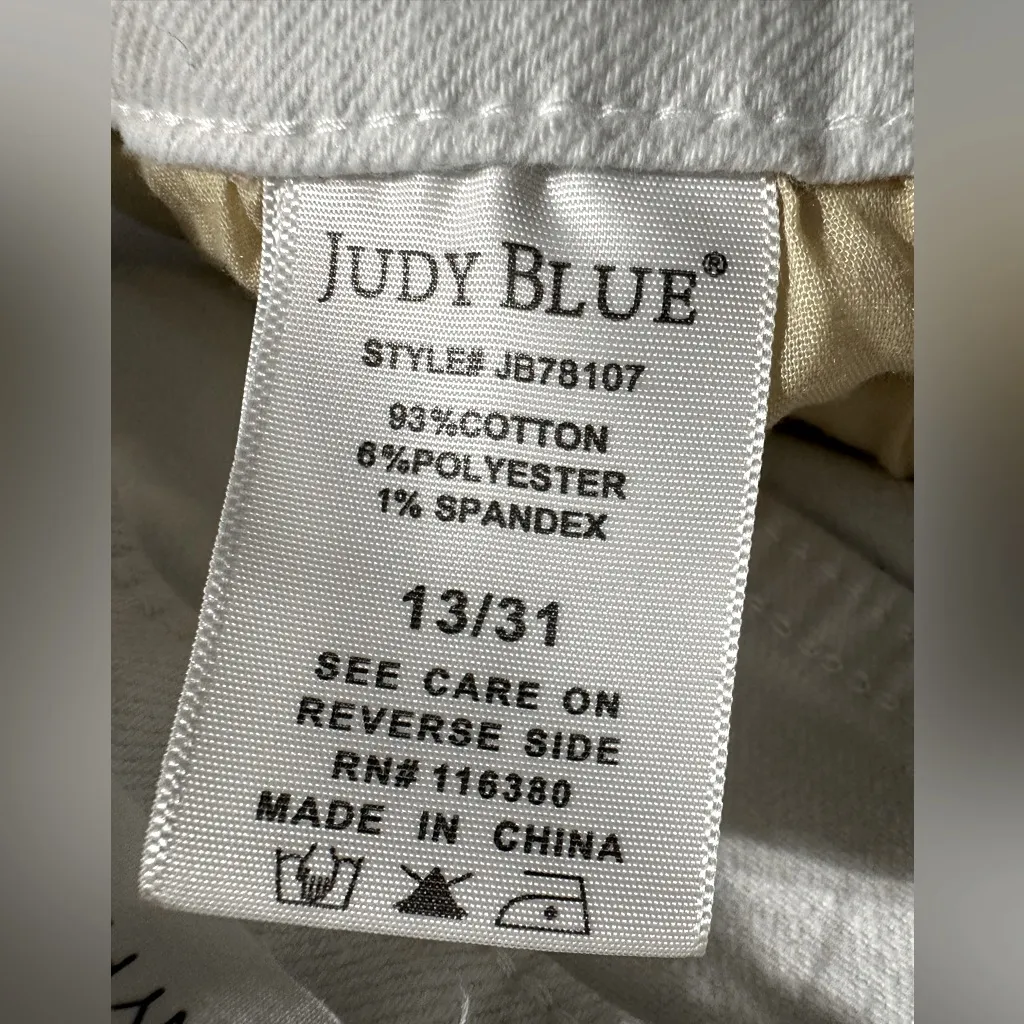 JUDY BLUE®
STYLE# JB78107
93%COTTON
6%POLYESTER
1% SPANDEX
13/31
SEE CARE ON
REVERSE SIDE
RN# 116380
MADE IN CHINA